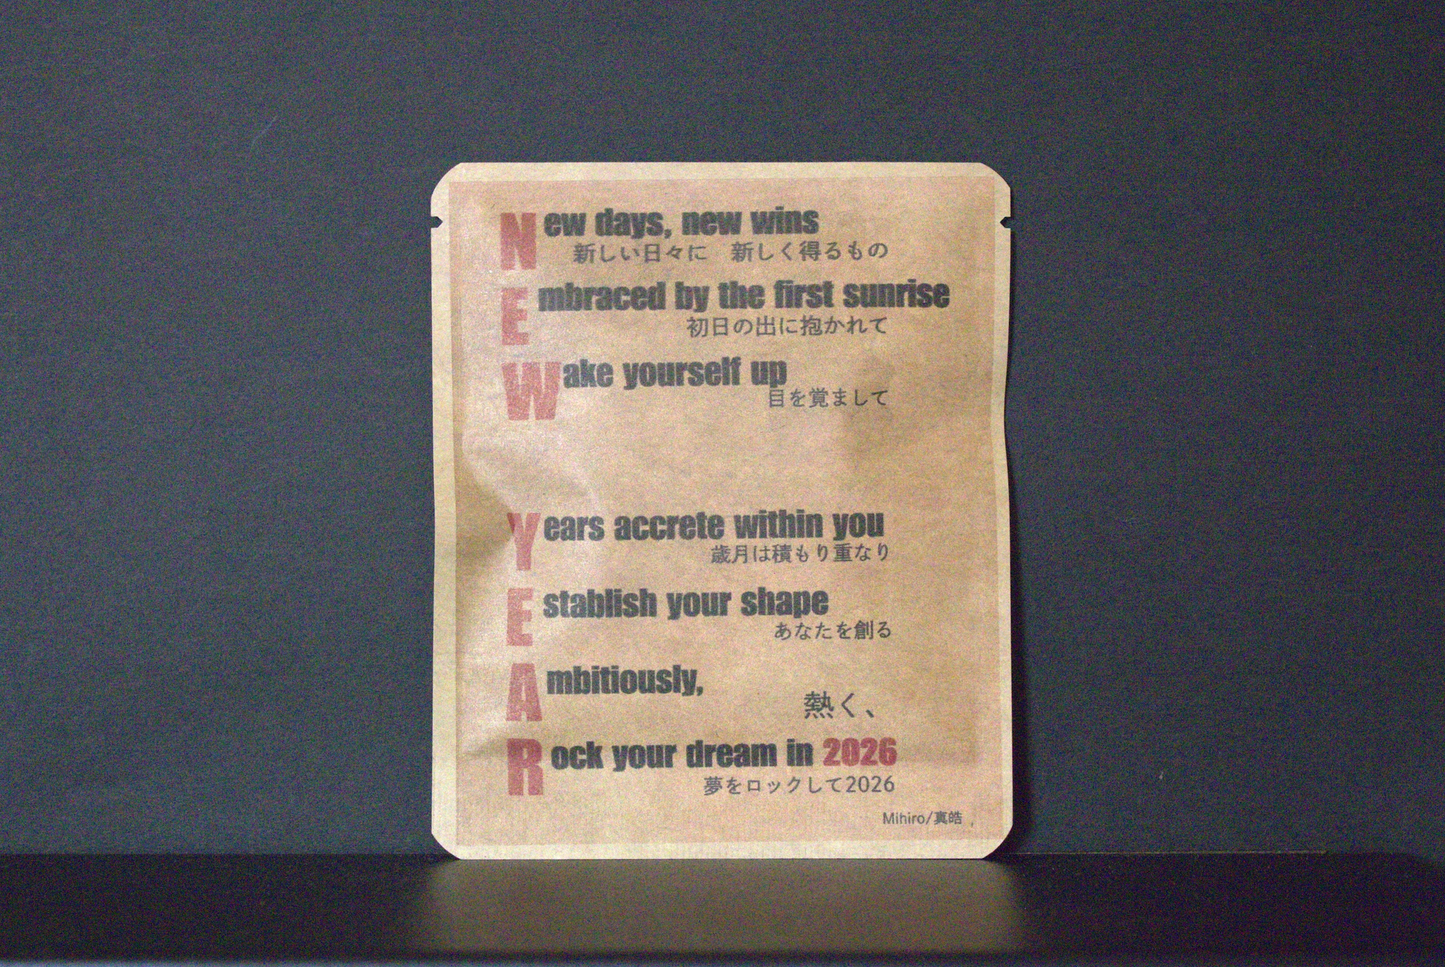 New days, new wins
新しい日々に　新しく得るもの
Embraced by the first sunrise
初日の出に抱かれて
Wake yourself up
目を覚まして
Years accrete within you
歳月は積もり重なり
Establish your shape
あなたを創る
Ambitiously,
熱く、
Rock your dream in 2026
夢をロックして2026
Mihiro/真皓